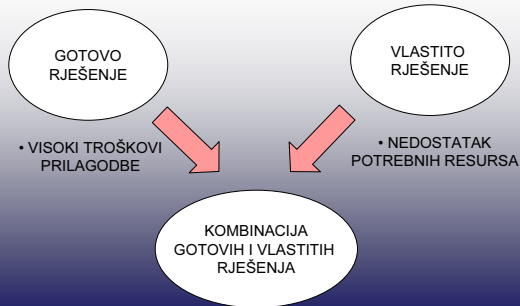 GOTOVO
RJEŠENJE
VLASTITO
RJEŠENJE
• VISOKI TROŠKOVI
PRILAGODBE
• NEDOSTATAK
POTREBNIH RESURSA
KOMBINACIJA
GOTOVIH I VLASTITIH
RJEŠENJA